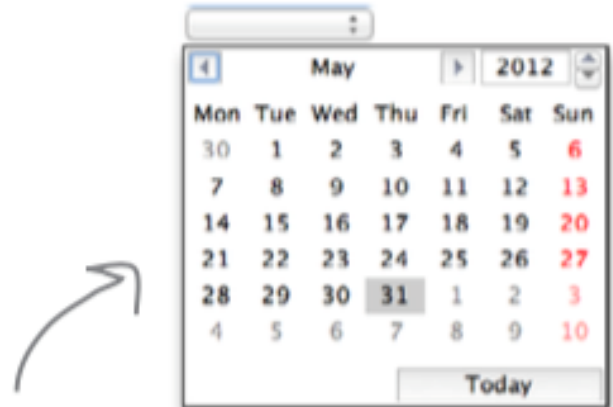 May 2012
Mon Tue Wed Thu Fri Sat Sun
30 1 2 3 4 5 6
7 8 9 10 11 12 13
14 15 16 17 18 19 20
21 22 23 24 25 26 27
28 29 30 31 1 2 3
4 5 6 7 8 9 10
Today